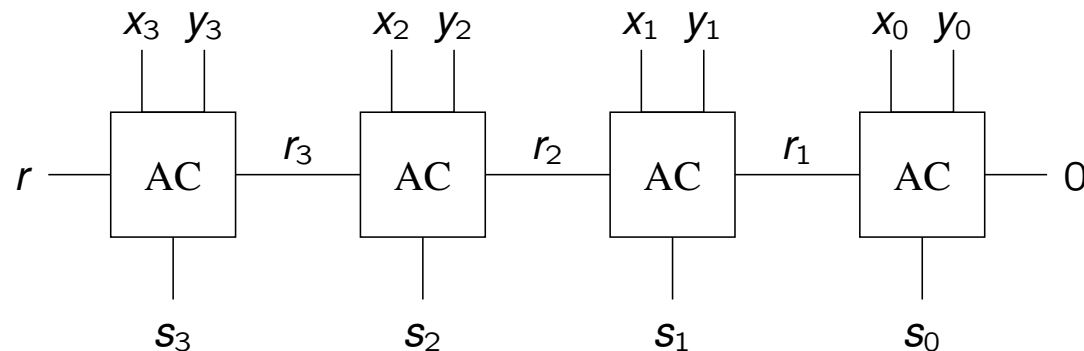 x3 y3 x2 y2 x1 y1 x0 y0
r AC r3 AC r2 AC r1 AC 0
s3 s2 s1 s0